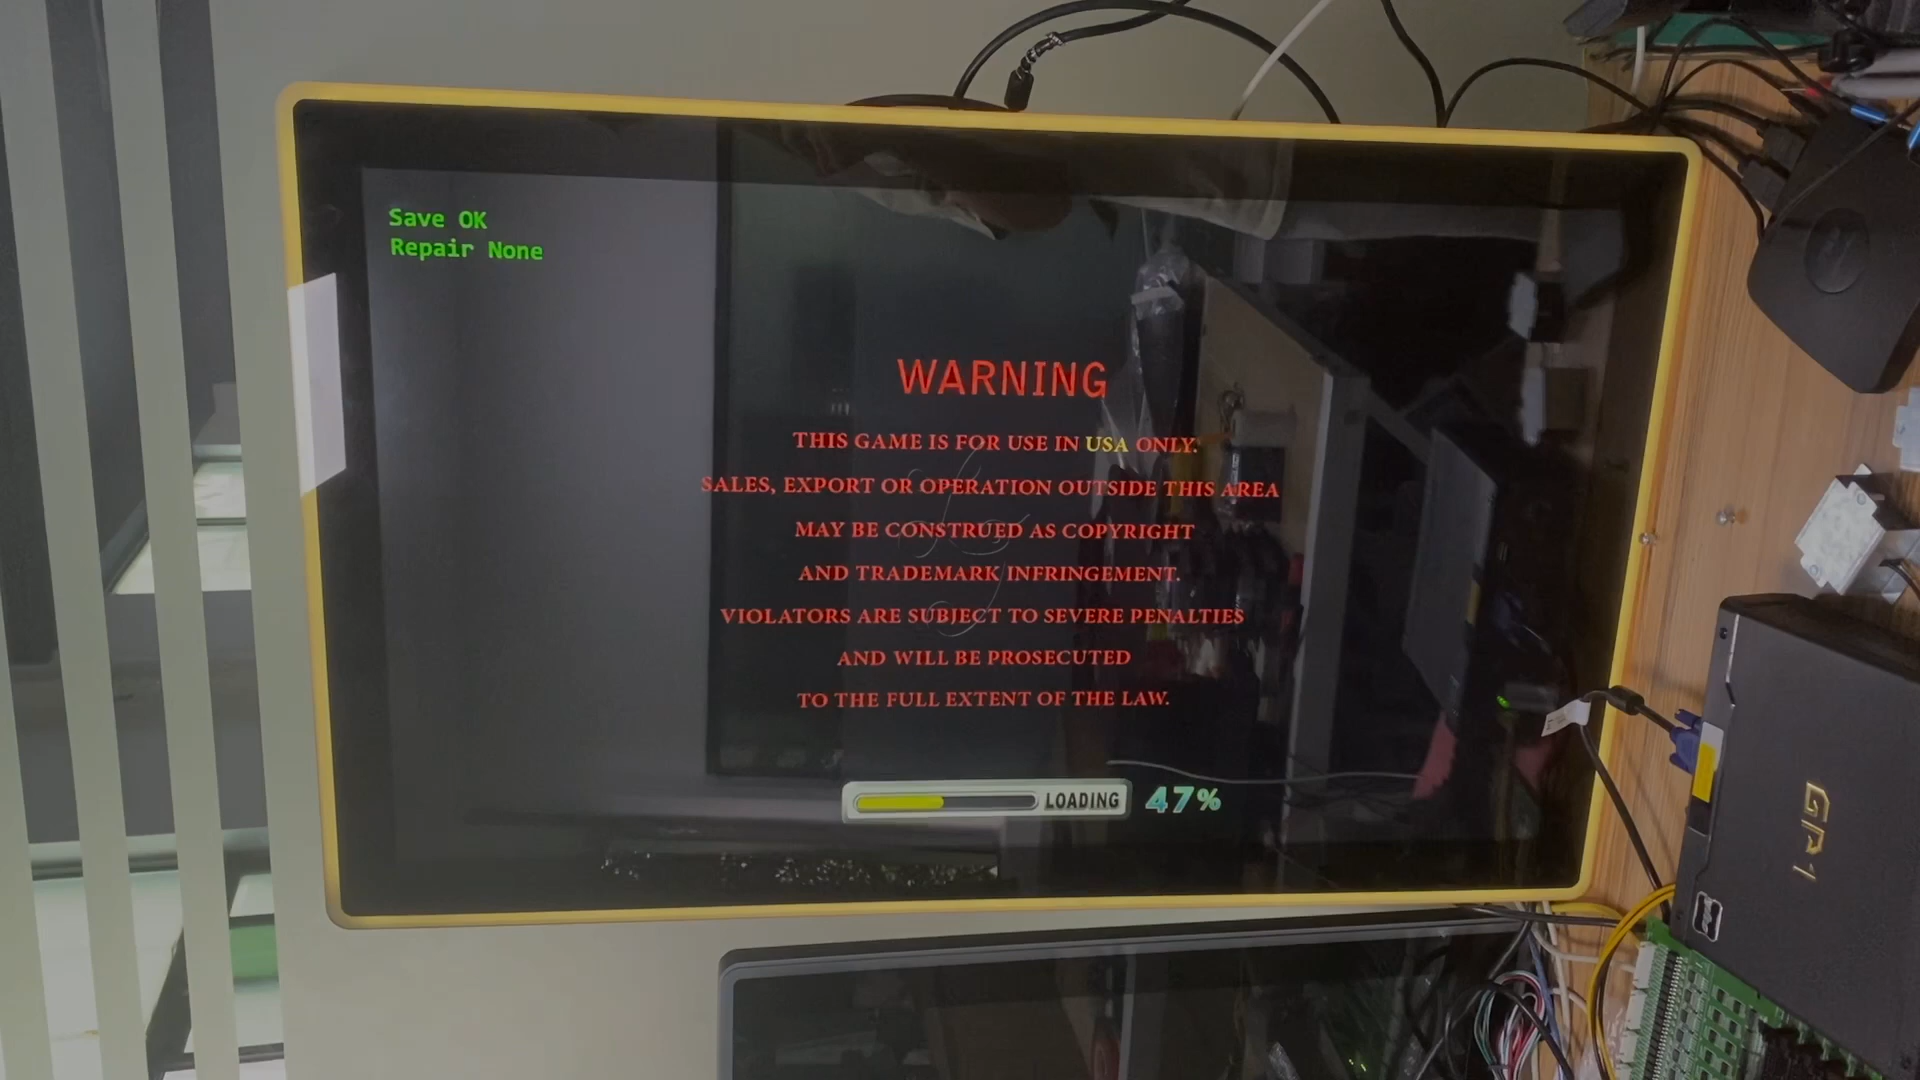 Save OK
Repair None
WARNING
THIS GAME IS FOR USE IN USA ONLY.
SALES, EXPORT OR OPERATION OUTSIDE THIS AREA
MAY BE CONSTRUED AS COPYRIGHT
AND TRADEMARK INFRINGEMENT.
VIOLATORS ARE SUBJECT TO SEVERE PENALTIES
AND WILL BE PROSECUTED
TO THE FULL EXTENT OF THE LAW.
LOADING 47%
GP1